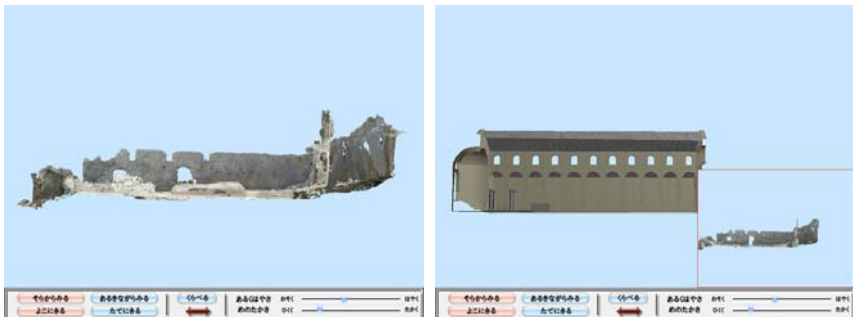 そらからみる あるきながらみる くらべる あるくはやさ おそく はやく
よこにきる たてにきる めのたかさ ひくく たかく
そらからみる あるきながらみる くらべる あるくはやさ おそく はやく
よこにきる たてにきる めのたかさ ひくく たかく